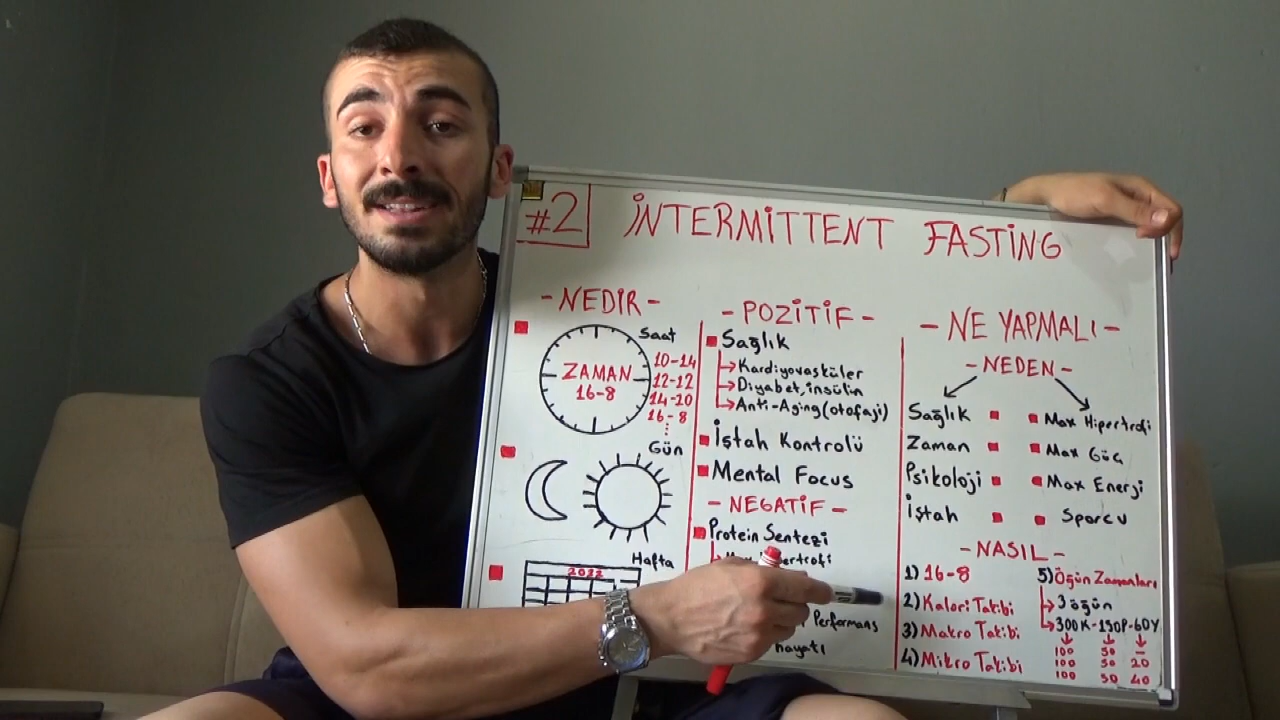 #2 İNTERMİTTENT FASTİNG
- NEDİR -
Saat
ZAMAN
16-8
10-14
12-12
14-20
16-8
Gün
Hafta
2022
- POZİTİF -
Sağlık
Kardiyovasküler
Diyabet, insülin
Anti-Aging (otofaji)
İştah Kontrolü
Mental Focus
- NEGATİF -
Protein Sentezi
Performans
hayatı
- NE YAPMALI -
- NEDEN -
Sağlık
Zaman
Psikoloji
İştah
Max Hipertrofi
Max Güç
Max Enerji
Sporcu
- NASIL -
1) 16-8
2) Kalori Takibi
3) Makro Takibi
4) Mikro Takibi
5) Öğün Zamanları
3 öğün
300K-150P-60Y
100 50 -
100 50 20
100 50 40